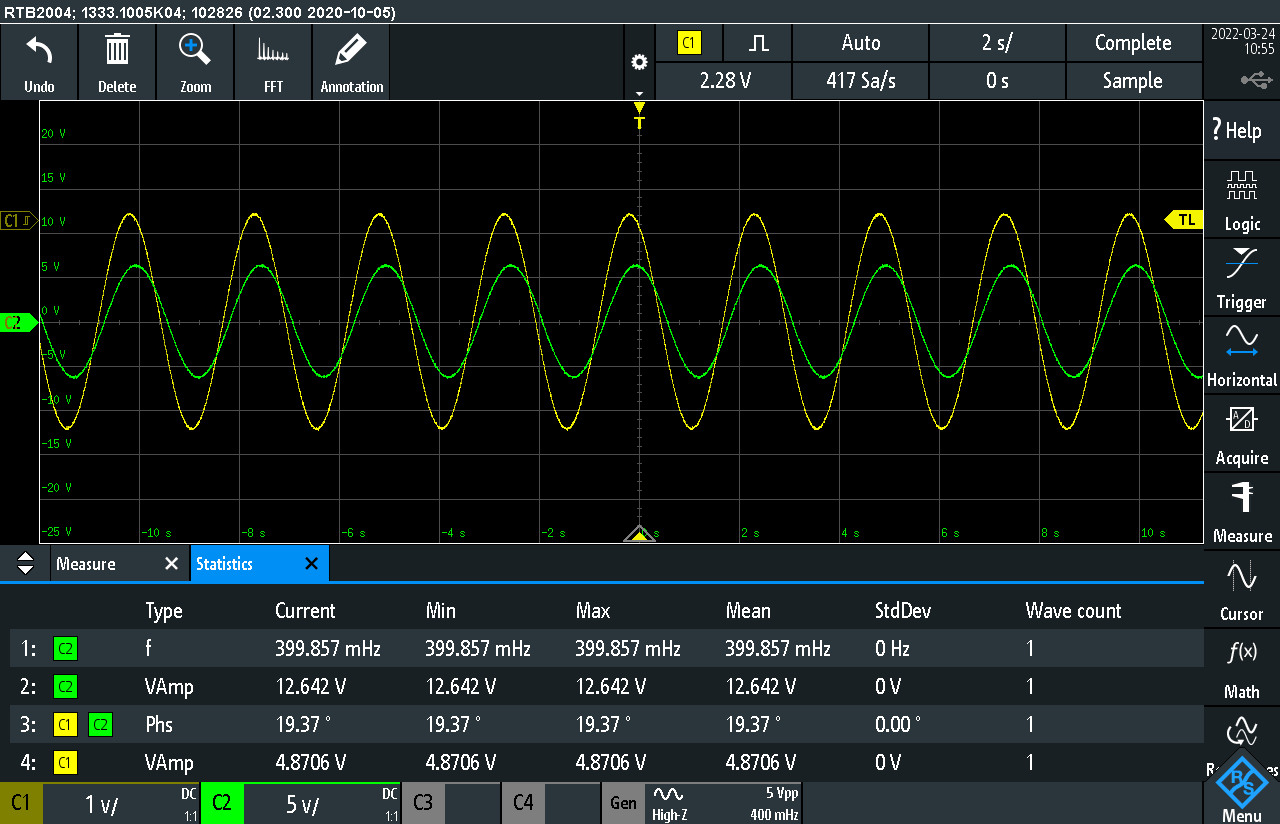 RTB2004; 1333.1005K04; 102826 (02.300 2020-10-05)
Undo Delete Zoom FFT Annotation
C1 Auto 2 s/ Complete
2.28 V 417 Sa/s 0 s Sample
2022-03-24
10:55
? Help
Logic
Trigger
Horizontal
Acquire
Measure
Cursor
f(x)
Math
Menu
T
TL
C1
C2
20 V
15 V
10 V
5 V
0 V
-5 V
-10 V
-15 V
-20 V
-25 V
-10 s -8 s -6 s -4 s -2 s 2 s 4 s 6 s 8 s 10 s
Measure Statistics
Type Current Min Max Mean StdDev Wave count
1: C2 f 399.857 mHz 399.857 mHz 399.857 mHz 399.857 mHz 0 Hz 1
2: C2 VAmp 12.642 V 12.642 V 12.642 V 12.642 V 0 V 1
3: C1 C2 Phs 19.37 ° 19.37 ° 19.37 ° 19.37 ° 0.00 ° 1
4: C1 VAmp 4.8706 V 4.8706 V 4.8706 V 4.8706 V 0 V 1
C1 1 V/ DC 1:1 C2 5 V/ DC 1:1 C3 C4 Gen High-Z 5 Vpp 400 mHz